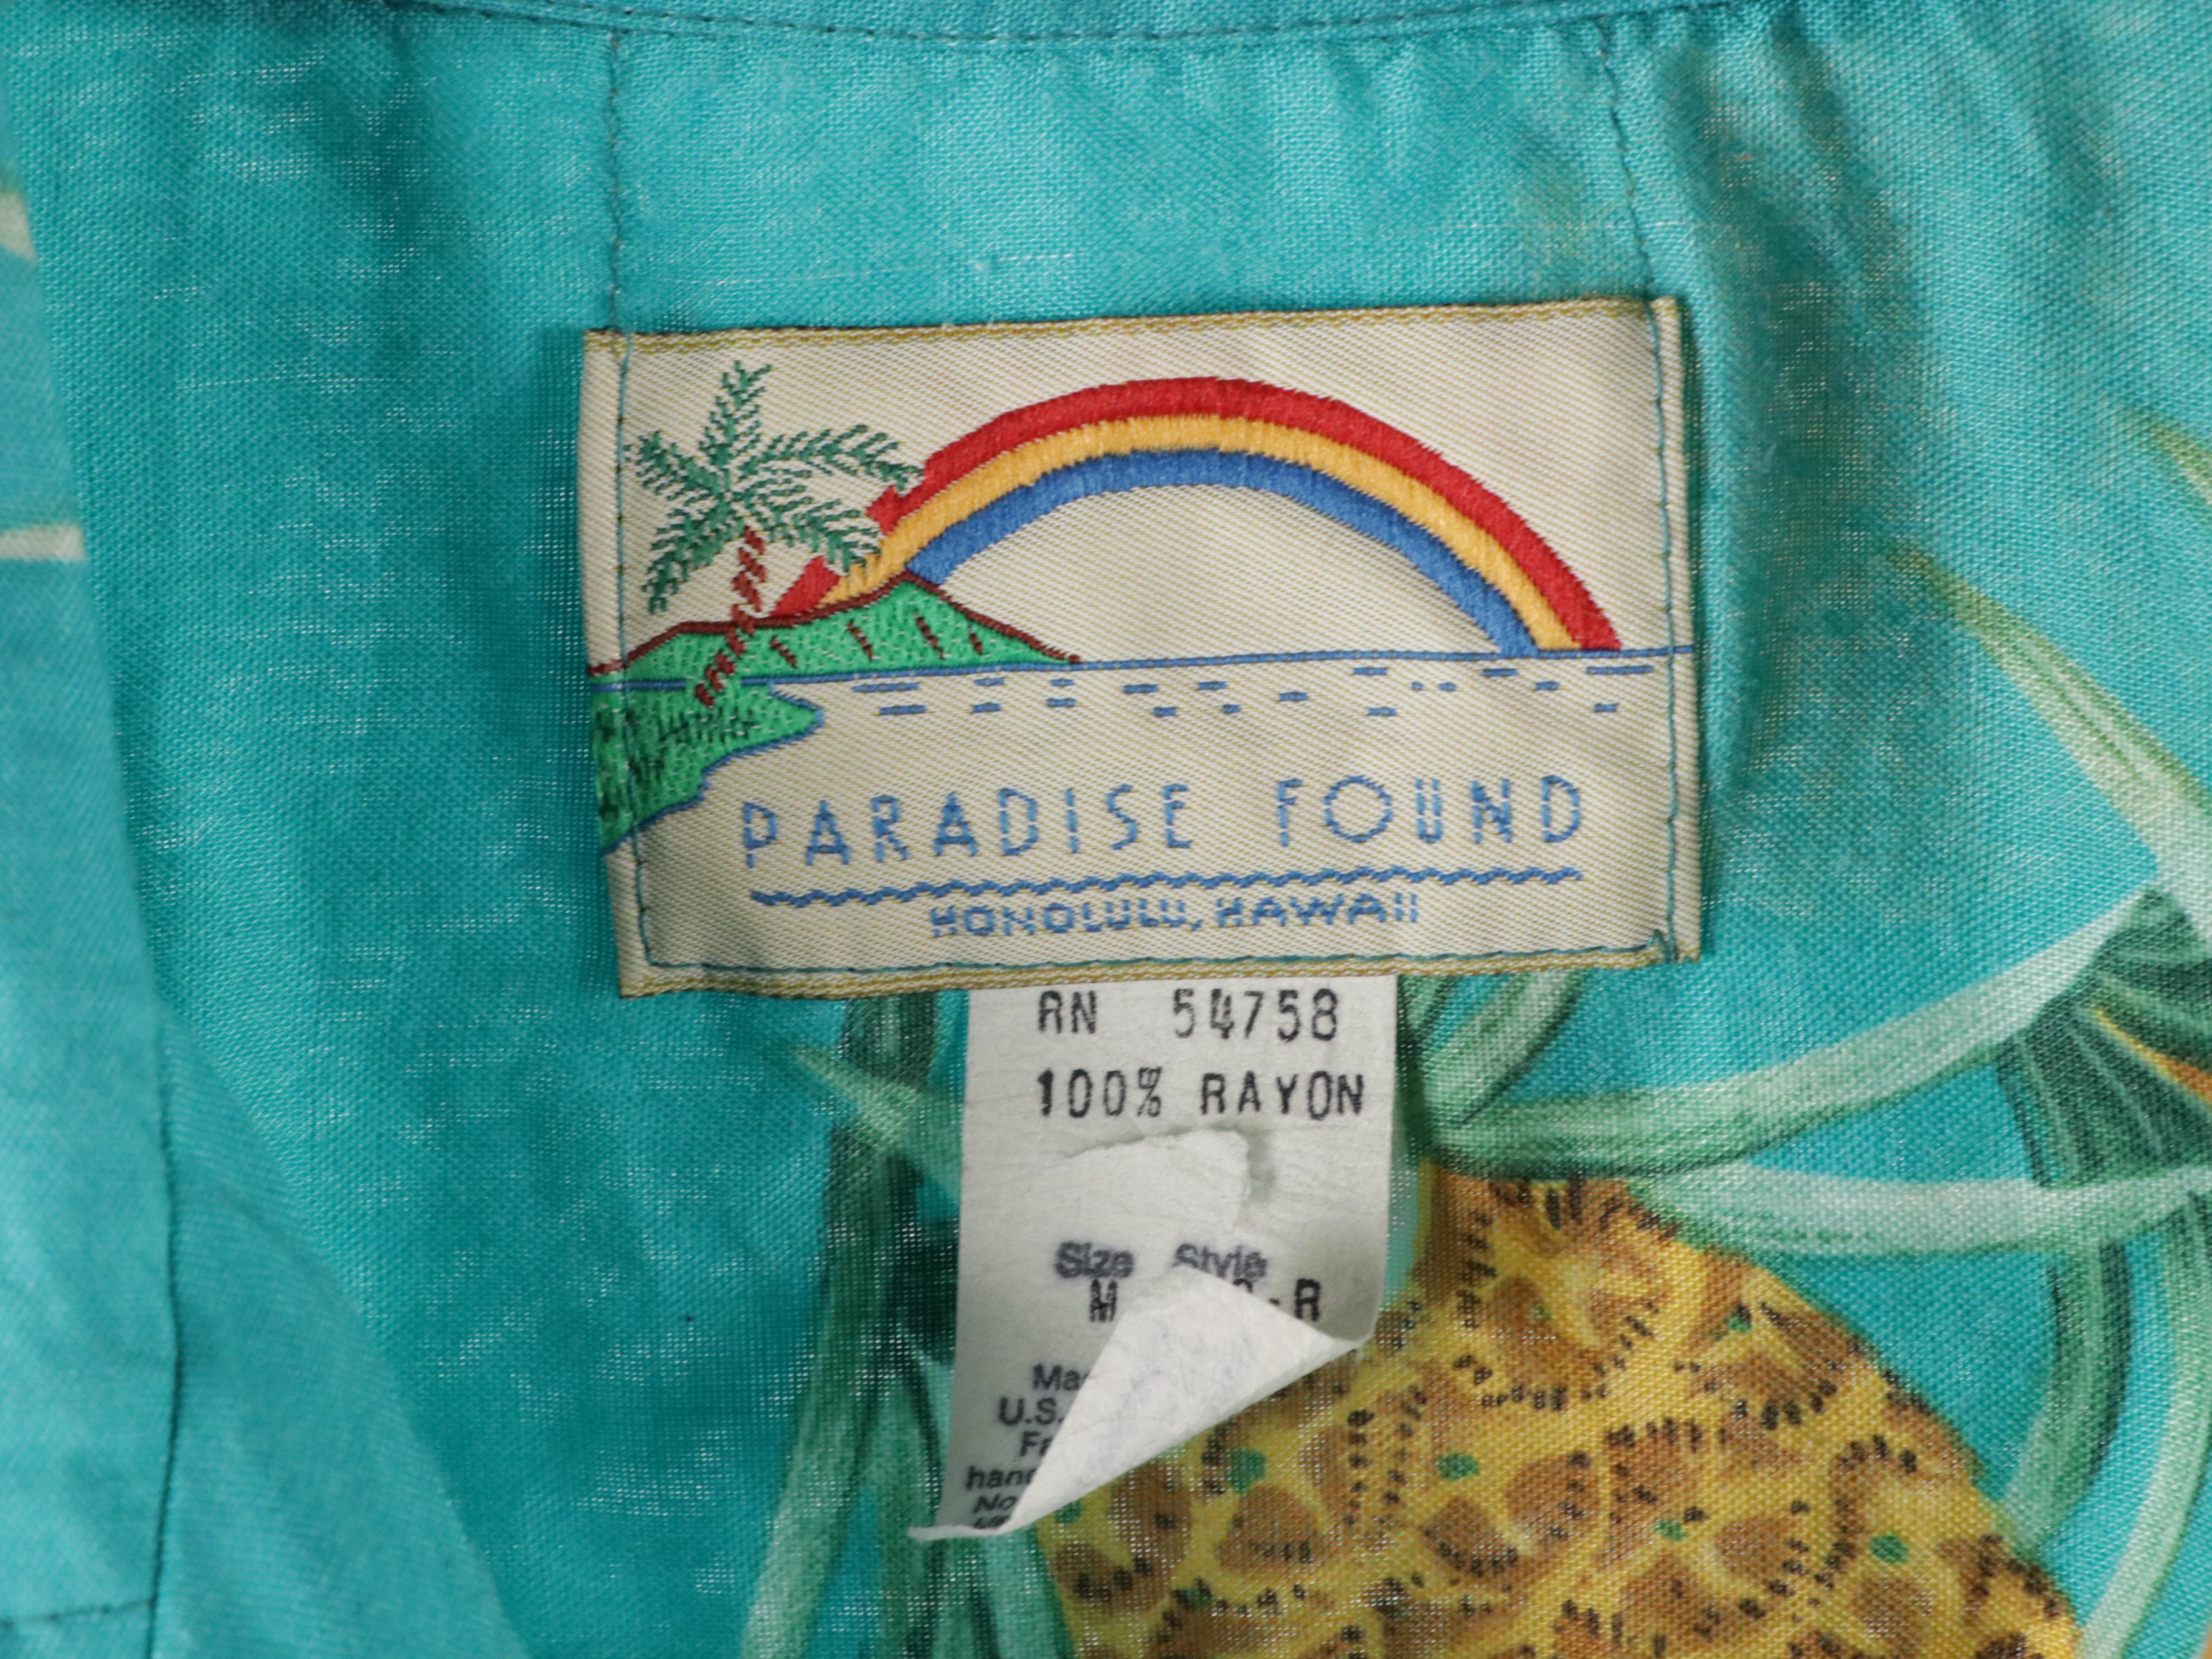 PARADISE FOUND
HONOLULU, HAWAII
RN 54758
100% RAYON
Size Style
M -R
U.S.